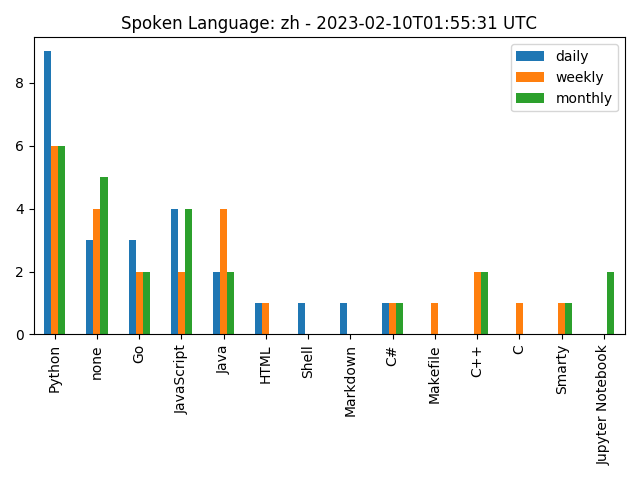 Spoken Language: zh - 2023-02-10T01:55:31 UTC
daily
weekly
monthly
8
6
4
2
0
Python
none
Go
JavaScript
Java
HTML
Shell
Markdown
C#
Makefile
C++
C
Smarty
Jupyter Notebook